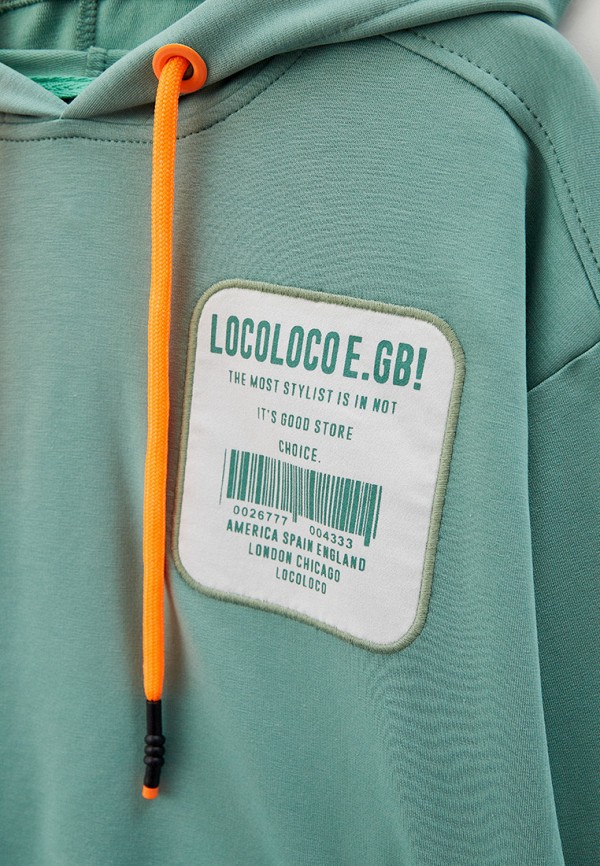 LOCOLOCO E.GB!
THE MOST STYLIST IS IN NOT
IT'S GOOD STORE
CHOICE.
0026777 004333
AMERICA SPAIN ENGLAND
LONDON CHICAGO
LOCOLOCO